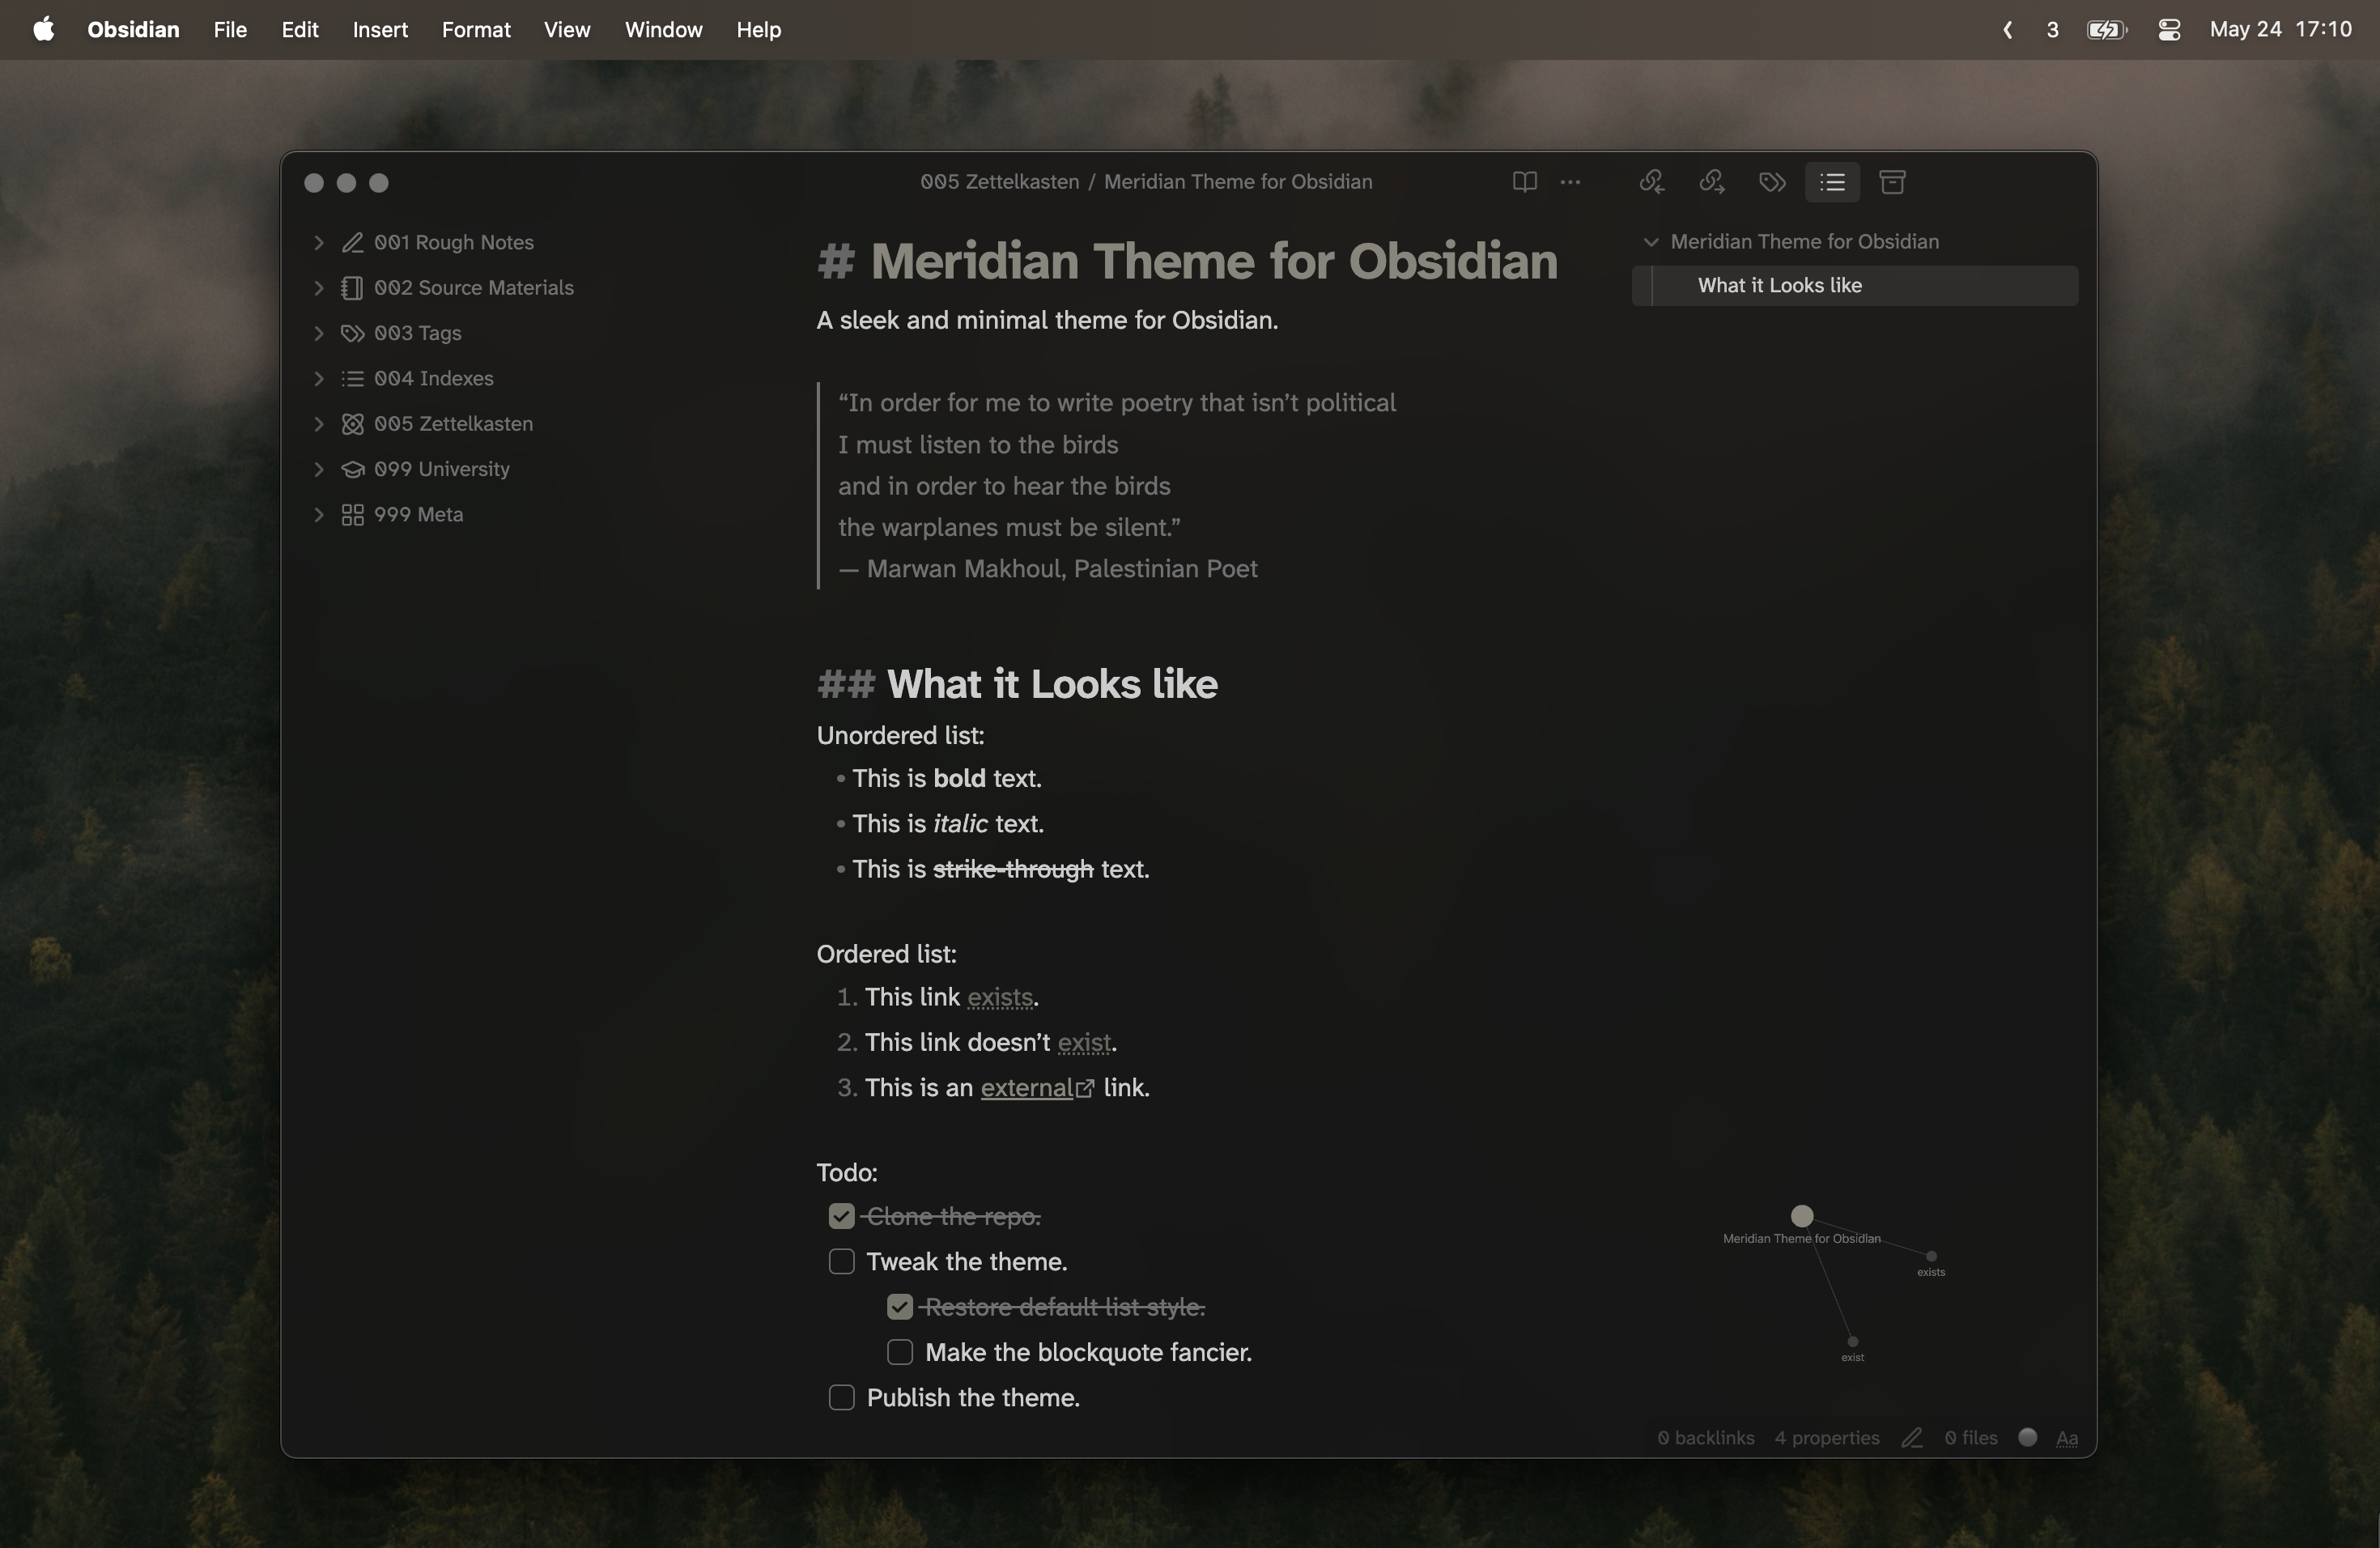 Obsidian File Edit Insert Format View Window Help 3 May 24 17:10
005 Zettelkasten / Meridian Theme for Obsidian
001 Rough Notes
002 Source Materials
003 Tags
004 Indexes
005 Zettelkasten
099 University
999 Meta
# Meridian Theme for Obsidian
A sleek and minimal theme for Obsidian.
“In order for me to write poetry that isn’t political
I must listen to the birds
and in order to hear the birds
the warplanes must be silent.”
— Marwan Makhoul, Palestinian Poet
## What it Looks like
Unordered list:
• This is bold text.
• This is italic text.
• This is strike-through text.
Ordered list:
1. This link exists.
2. This link doesn’t exist.
3. This is an external link.
Todo:
Clone the repo.
Tweak the theme.
Restore default list style.
Make the blockquote fancier.
Publish the theme.
Meridian Theme for Obsidian
What it Looks like
Meridian Theme for Obsidian
exists
exist
0 backlinks 4 properties 0 files Aa